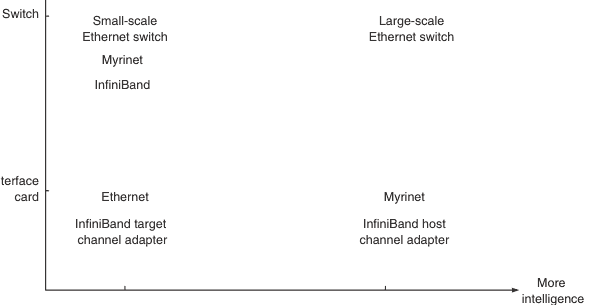 Switch
Small-scale
Ethernet switch
Large-scale
Ethernet switch
Myrinet
InfiniBand
terface
card
Ethernet
Myrinet
InfiniBand target
channel adapter
InfiniBand host
channel adapter
More
intelligence